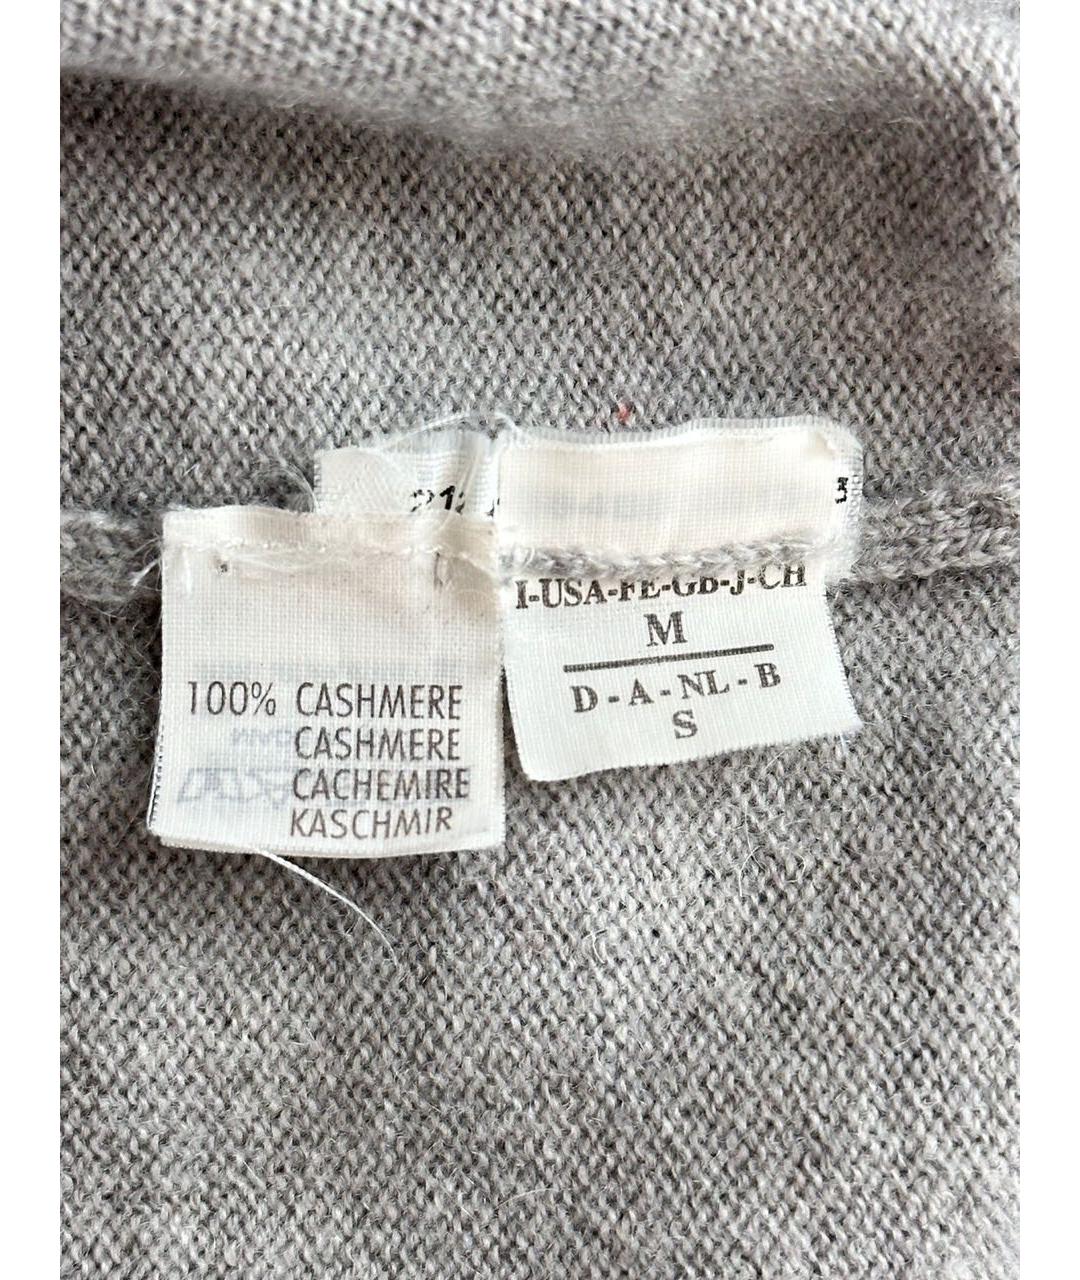 I-USA-FE-GB-J-CH
M
D - A - NL - B
S
100% CASHMERE
CASHMERE
CACHEMIRE
KASCHMIR